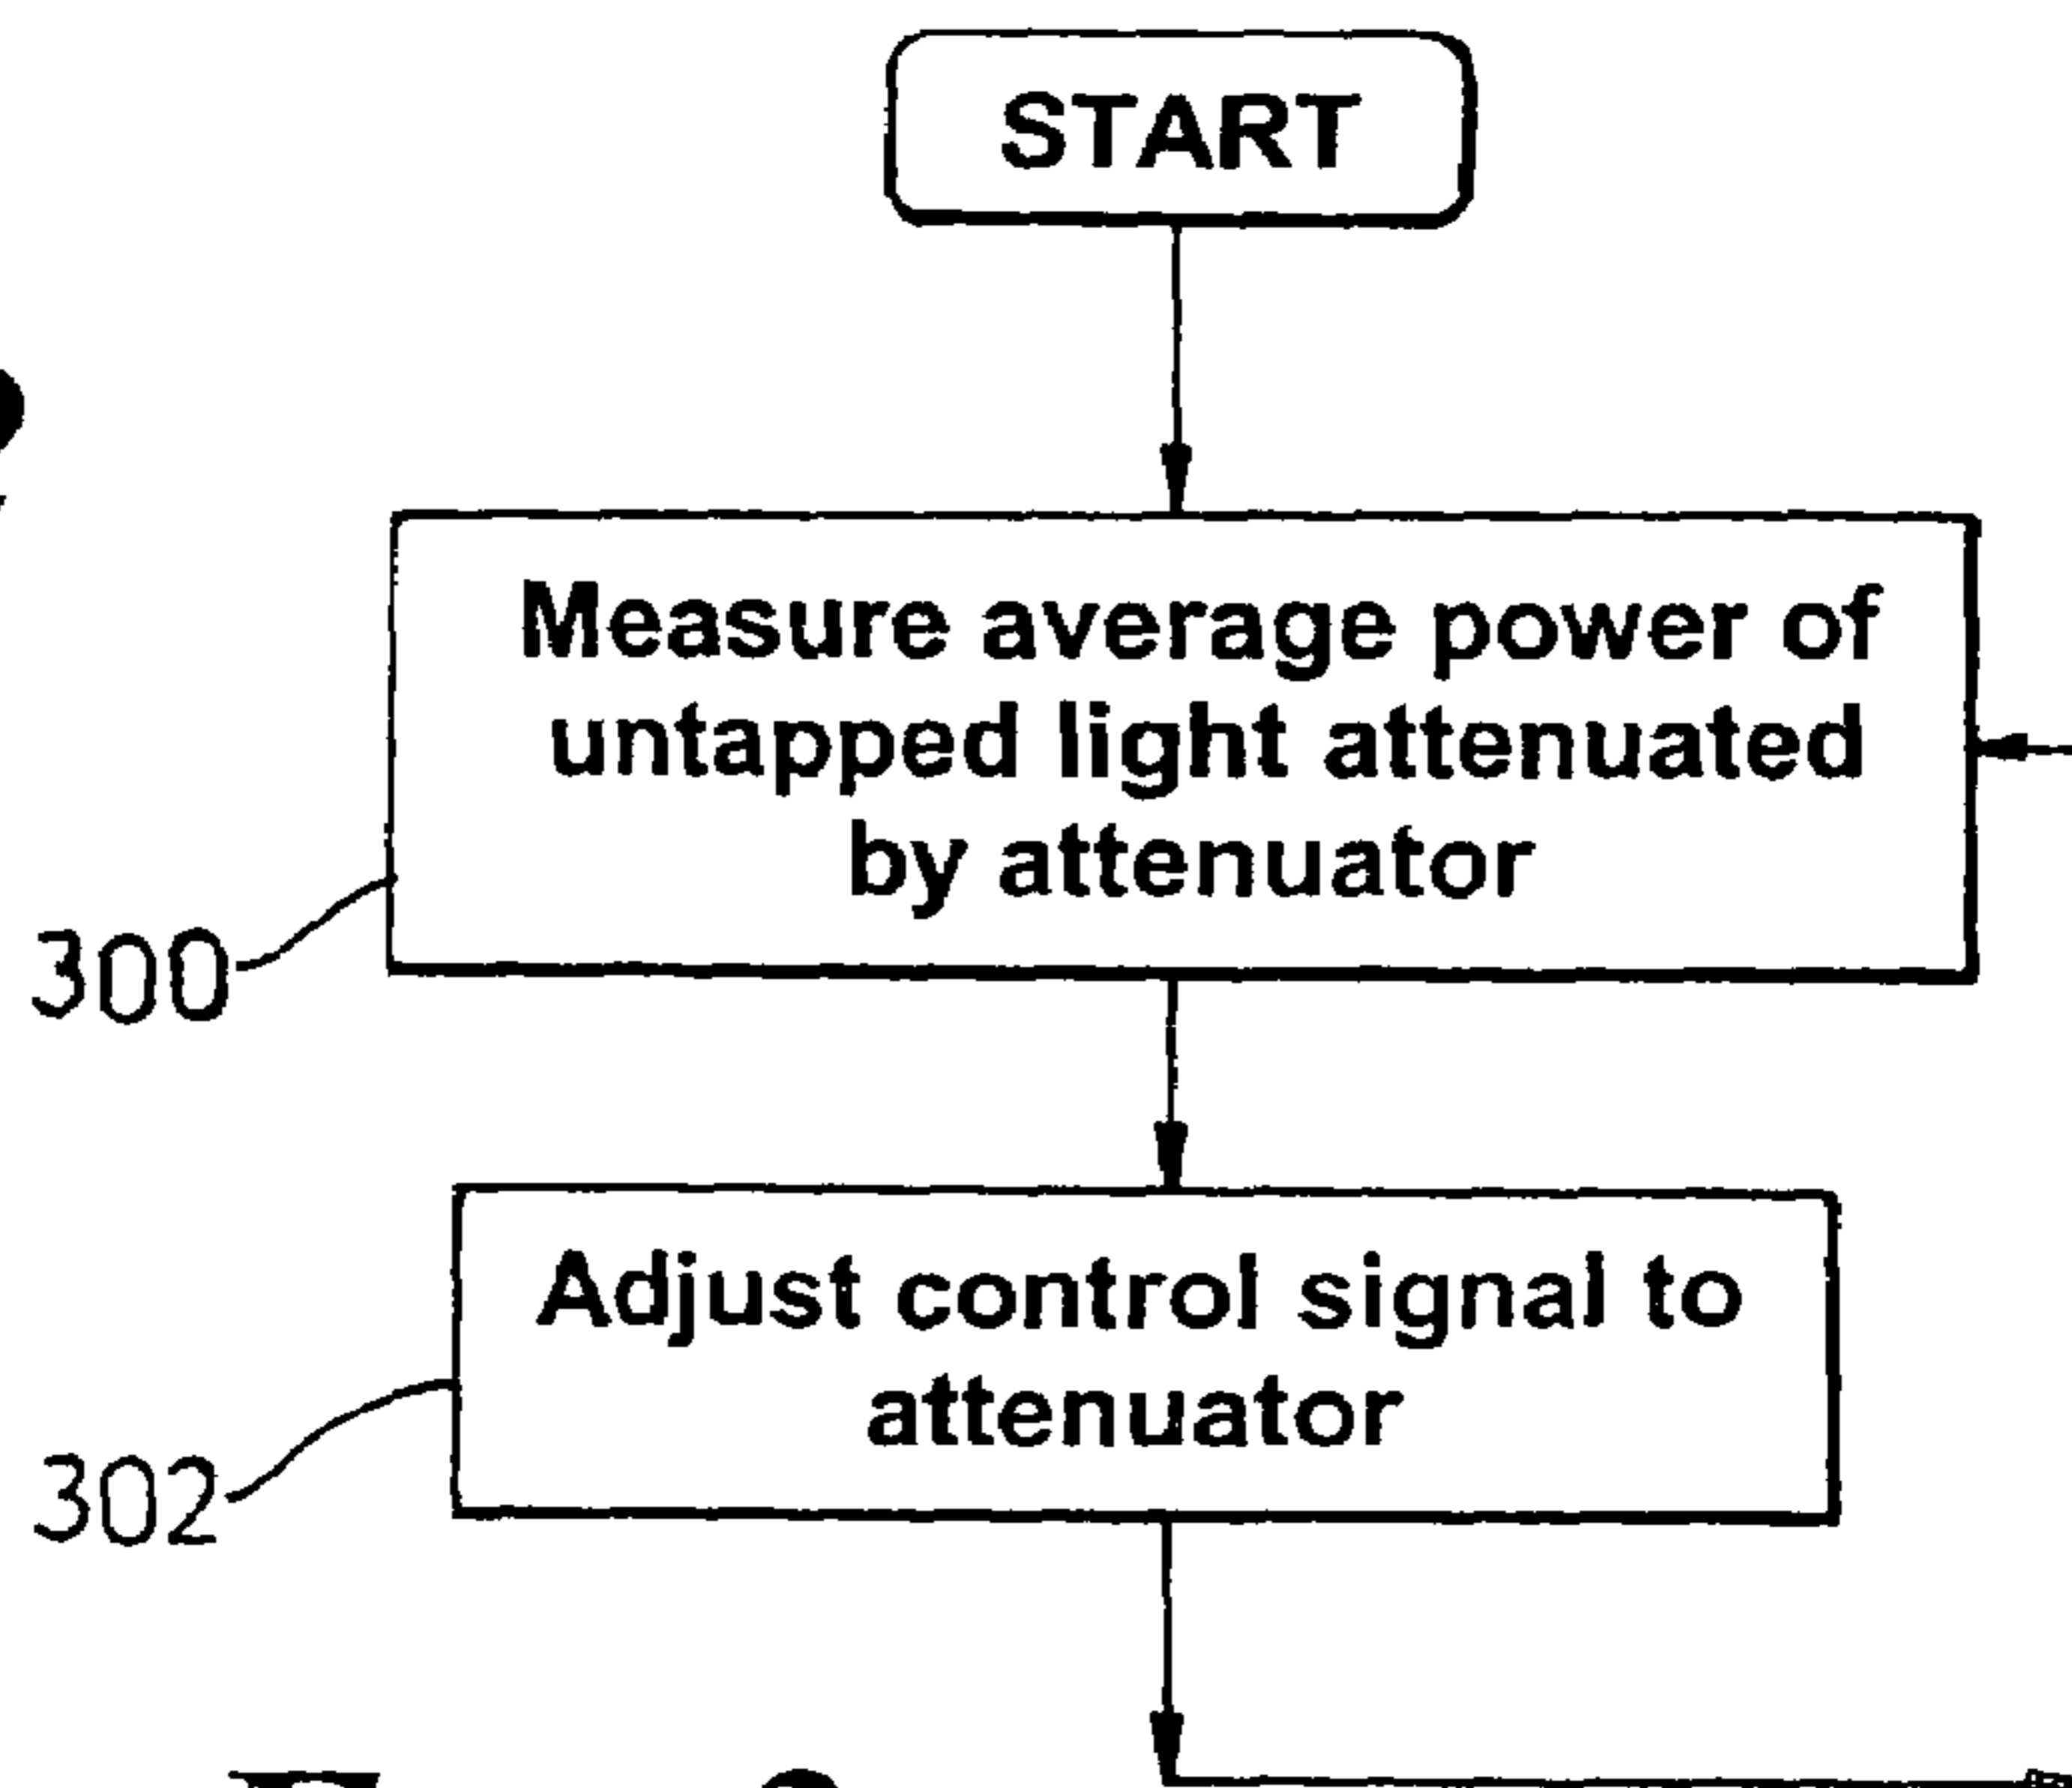 START
Measure average power of
untapped light attenuated
by attenuator
300
Adjust control signal to
attenuator
302